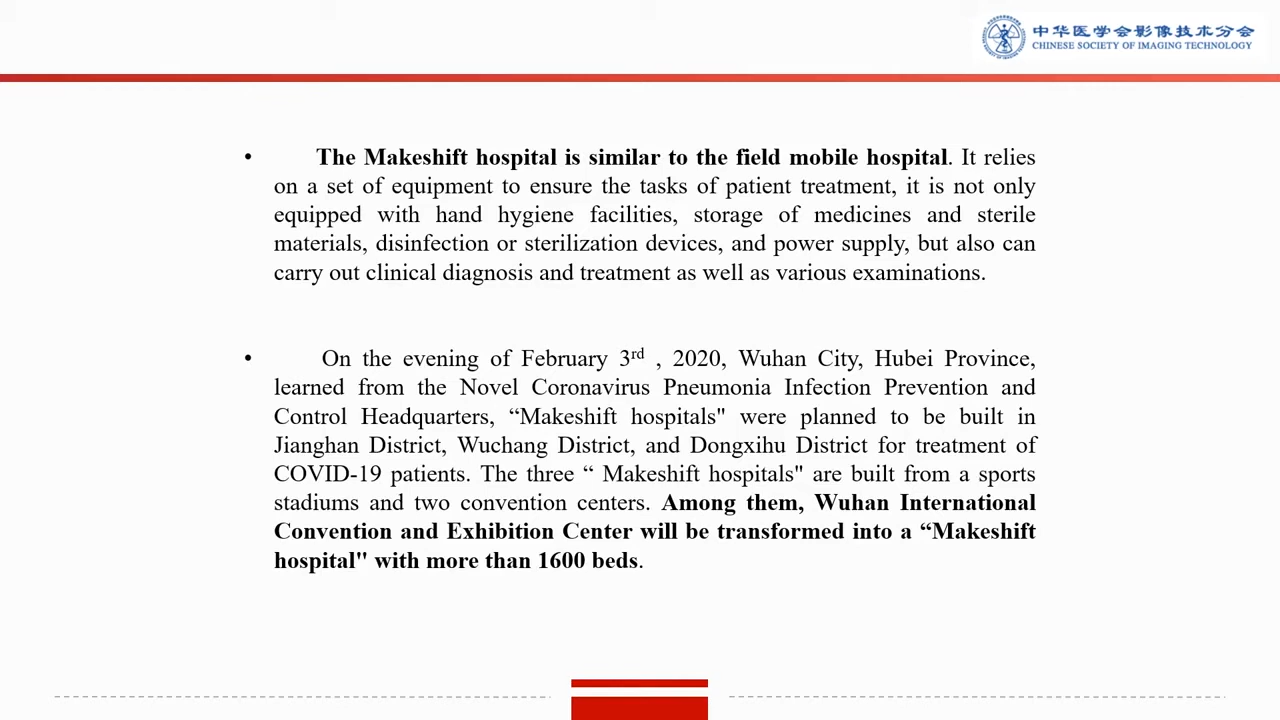 中华医学会影像技术分会
CHINESE SOCIETY OF IMAGING TECHNOLOGY
• The Makeshift hospital is similar to the field mobile hospital. It relies
on a set of equipment to ensure the tasks of patient treatment, it is not only
equipped with hand hygiene facilities, storage of medicines and sterile
materials, disinfection or sterilization devices, and power supply, but also can
carry out clinical diagnosis and treatment as well as various examinations.
• On the evening of February 3rd , 2020, Wuhan City, Hubei Province,
learned from the Novel Coronavirus Pneumonia Infection Prevention and
Control Headquarters, “Makeshift hospitals" were planned to be built in
Jianghan District, Wuchang District, and Dongxihu District for treatment of
COVID-19 patients. The three “ Makeshift hospitals" are built from a sports
stadiums and two convention centers. Among them, Wuhan International
Convention and Exhibition Center will be transformed into a “Makeshift
hospital" with more than 1600 beds.